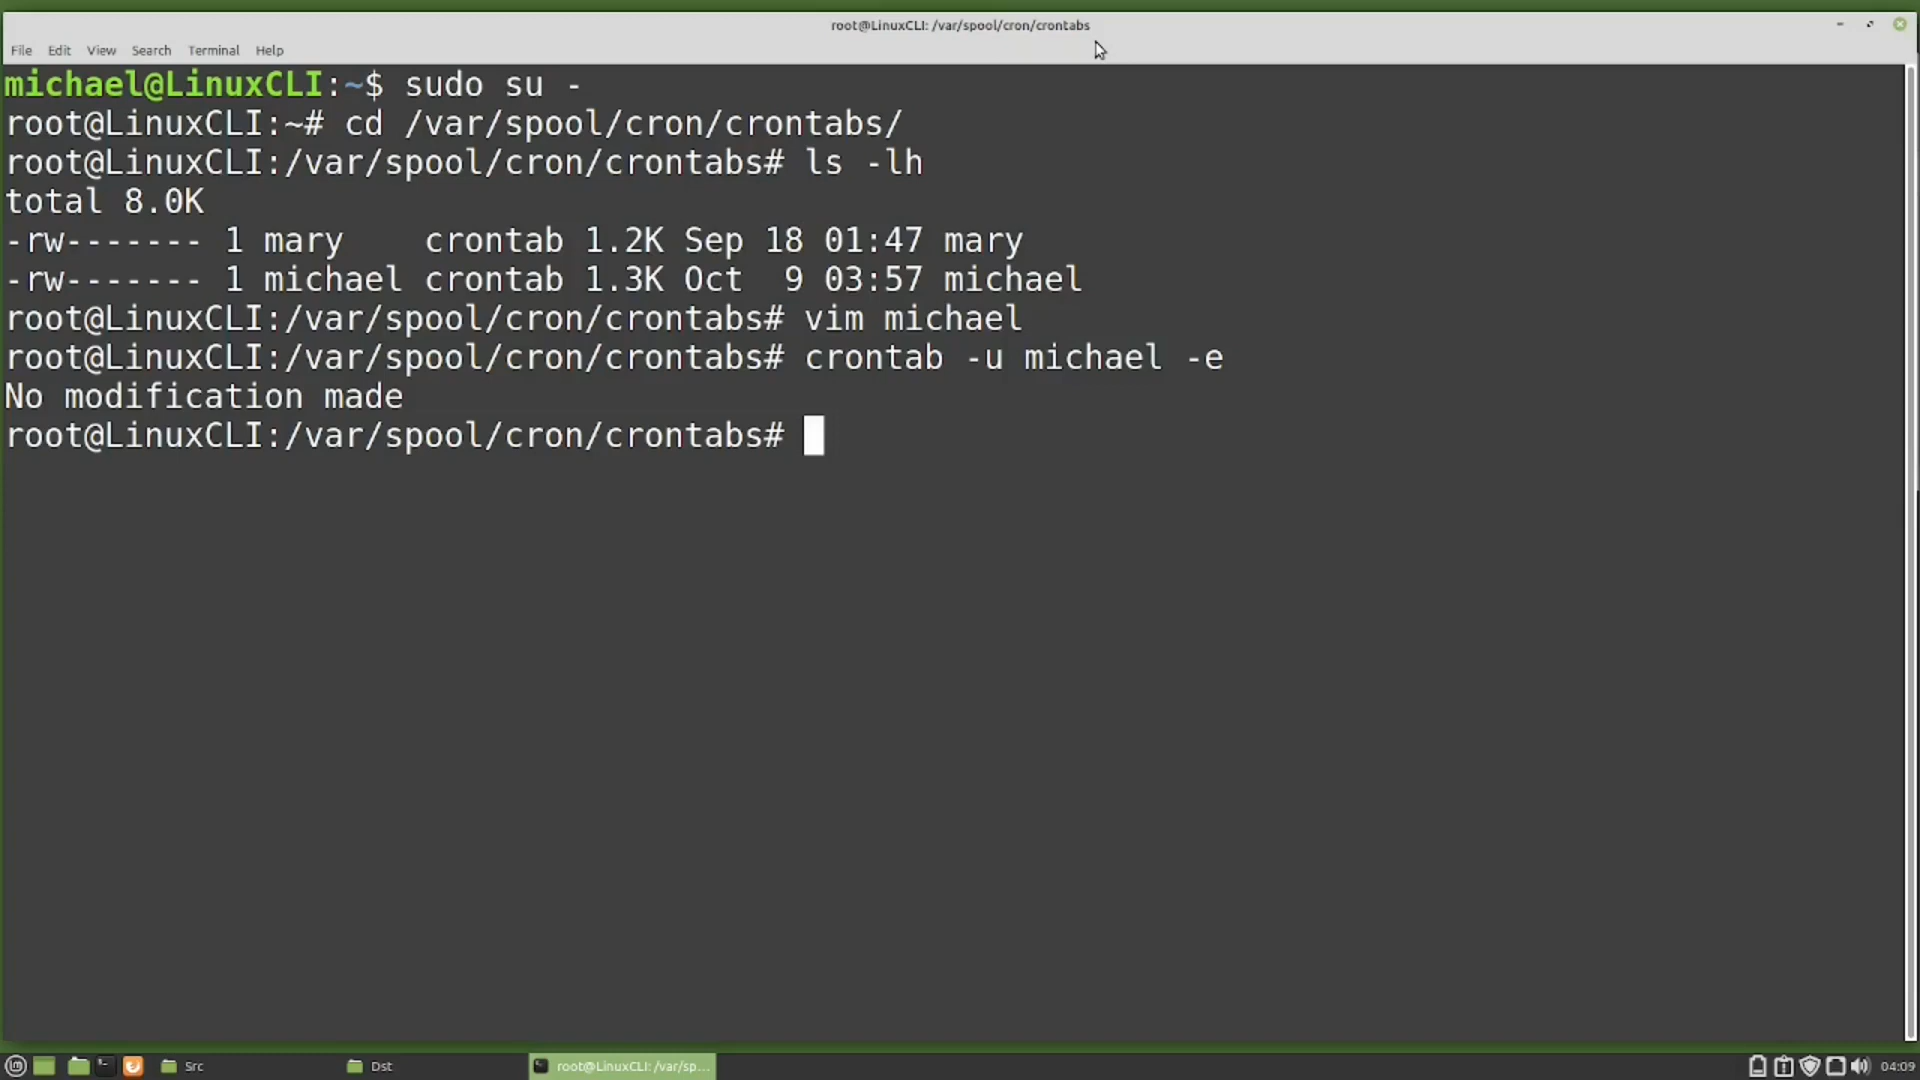 root@LinuxCLI: /var/spool/cron/crontabs
File Edit View Search Terminal Help
michael@LinuxCLI:~$ sudo su -
root@LinuxCLI:~# cd /var/spool/cron/crontabs/
root@LinuxCLI:/var/spool/cron/crontabs# ls -lh
total 8.0K
-rw------- 1 mary    crontab 1.2K Sep 18 01:47 mary
-rw------- 1 michael crontab 1.3K Oct  9 03:57 michael
root@LinuxCLI:/var/spool/cron/crontabs# vim michael
root@LinuxCLI:/var/spool/cron/crontabs# crontab -u michael -e
No modification made
root@LinuxCLI:/var/spool/cron/crontabs#
Src Dst root@LinuxCLI: /var/sp... 04:09